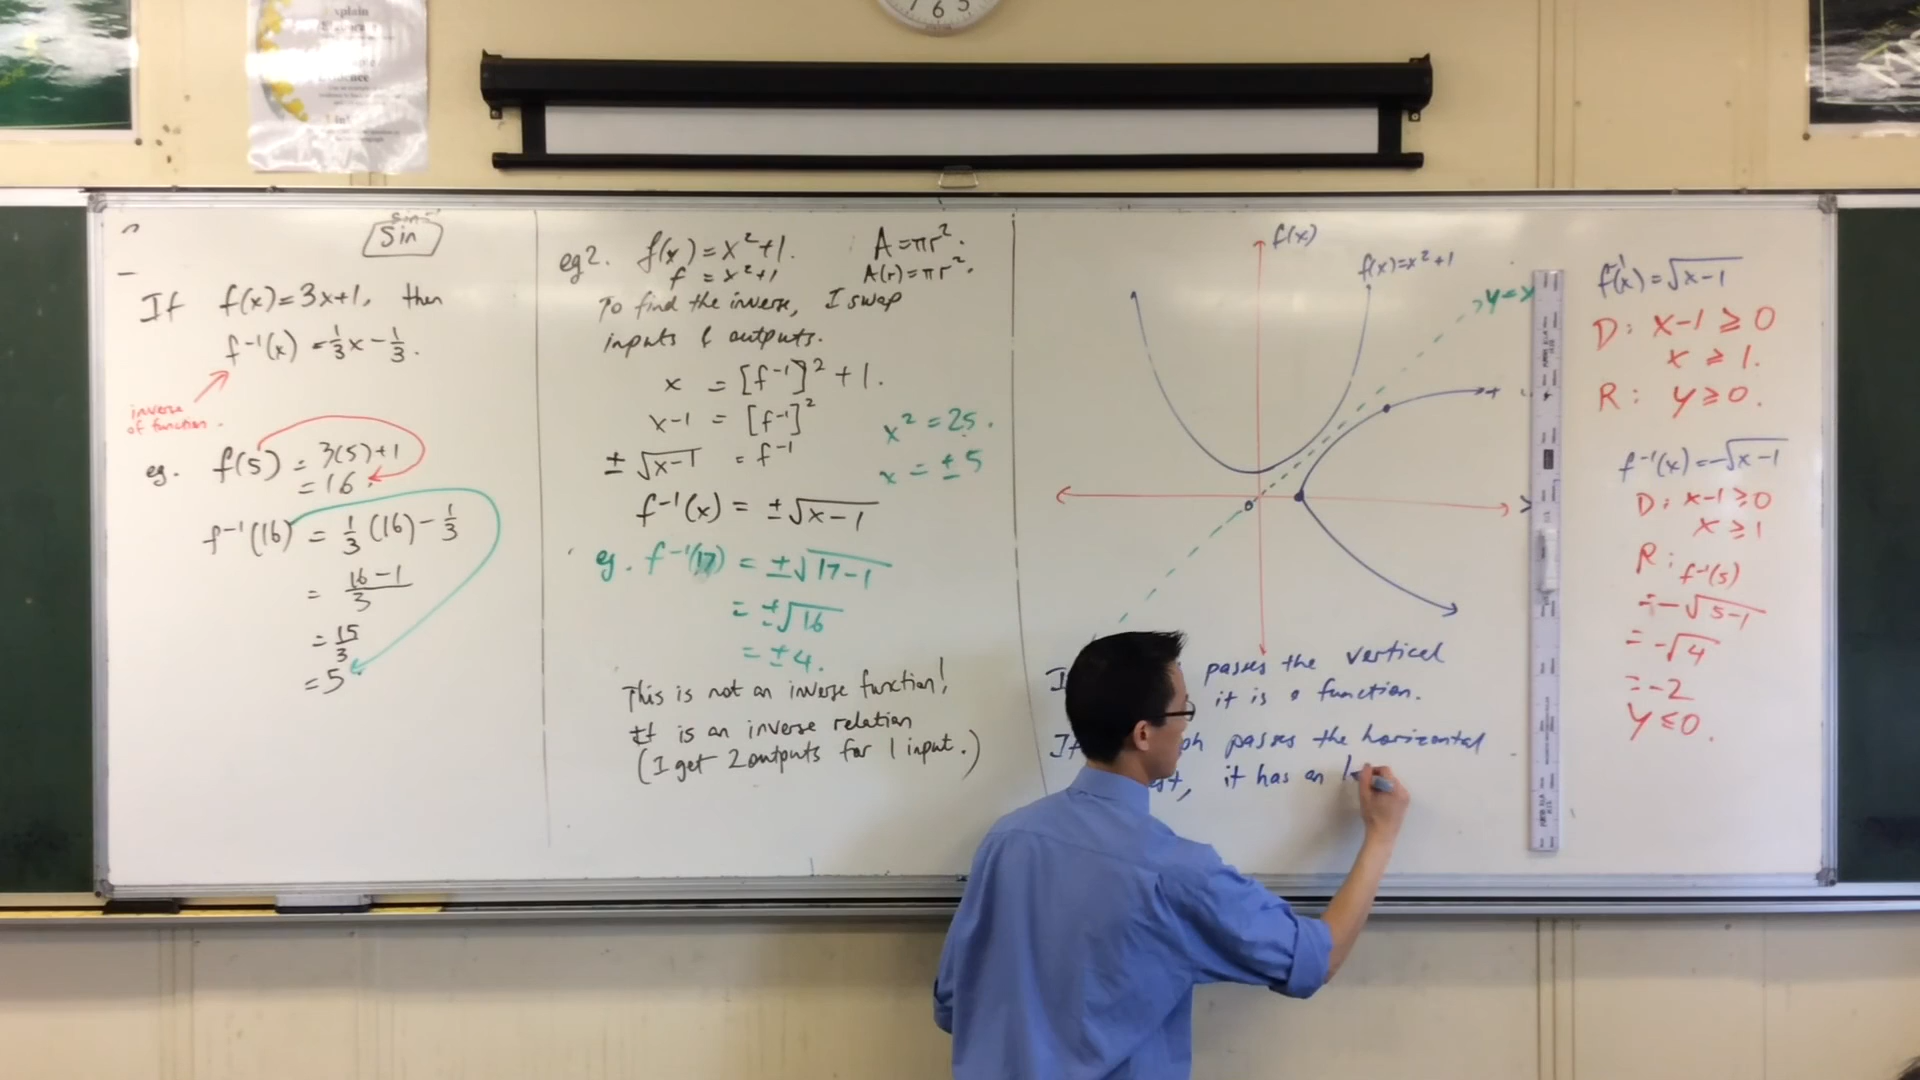 6 5
sin⁻¹
Sin
If f(x) = 3x+1, then
f⁻¹(x) = 1/3 x − 1/3.
inverse
of function.
eg. f(5) = 3(5)+1
= 16.
f⁻¹(16) = 1/3 (16) − 1/3
= (16−1)/3
= 15/3
= 5
eg 2. f(x) = x²+1.
f = x²+1
A = πr².
A(r) = πr².
To find the inverse, I swap
inputs & outputs.
x = [f⁻¹]² + 1.
x−1 = [f⁻¹]²
± √x−1 = f⁻¹
f⁻¹(x) = ± √x−1
x² = 25.
x = ± 5
eg. f⁻¹(17) = ± √17−1
= ± √16
= ± 4.
This is not an inverse function!
It is an inverse relation
(I get 2 outputs for 1 input.)
f(x)
f(x)=x²+1
y=x
passes the vertical
it is a function.
If ph passes the horizontal
it has an
f⁻¹(x) = √x−1
D: x−1 ≥ 0
x ≥ 1.
R: y ≥ 0.
f⁻¹(x) = −√x−1
D: x−1 ≥ 0
x ≥ 1
R: f⁻¹(5)
= −√5−1
= −√4
= −2
y ≤ 0.